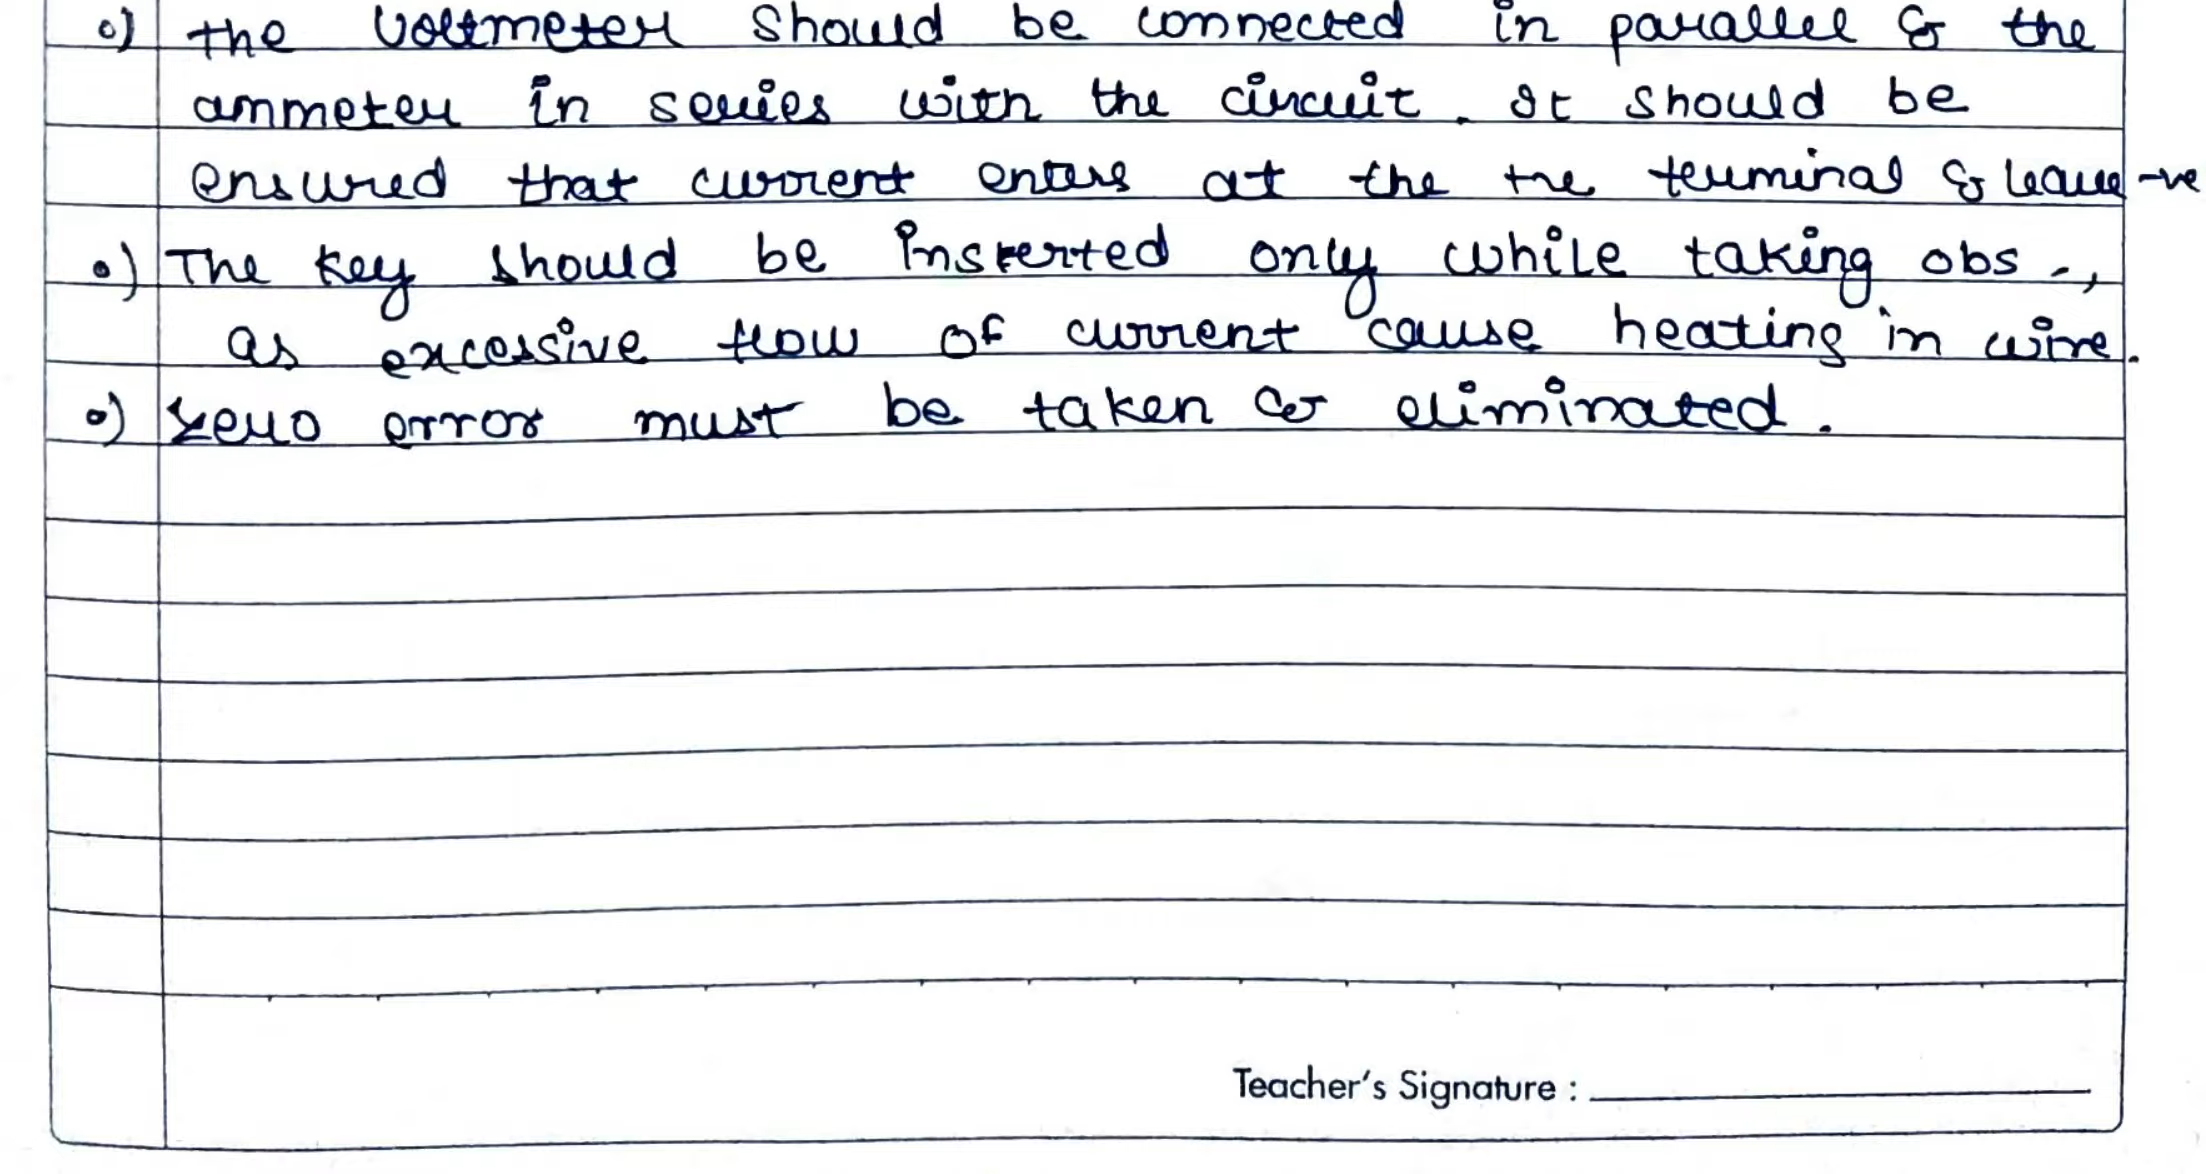 o) the voltmeter should be connected in parallel & the
ammeter in series with the circuit. It should be
ensured that current enters at the +ve terminal & leave -ve
o) The key should be inserted only while taking obs.,
as excessive flow of current cause heating in wire.
o) zero error must be taken & eliminated.
Teacher's Signature :